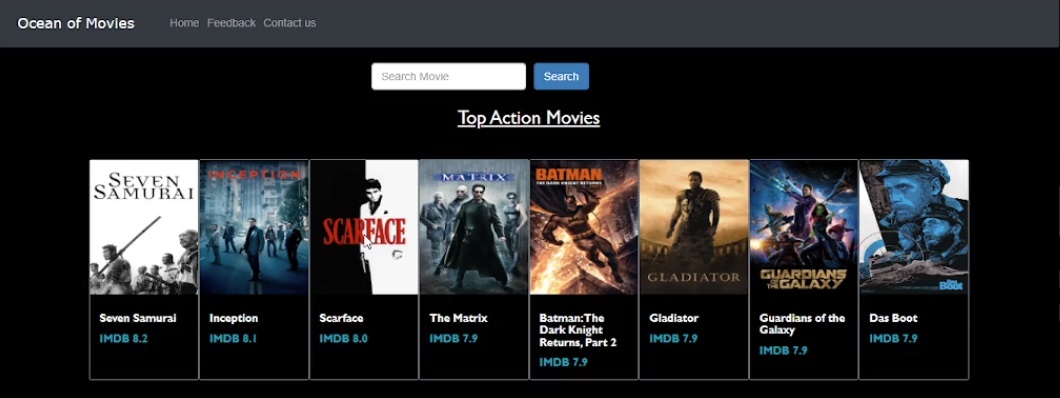 Ocean of Movies Home Feedback Contact us
Search Movie Search
Top Action Movies
SEVEN SAMURAI
INCEPTION
SCARFACE
MATRIX
BATMAN
THE DARK KNIGHT RETURNS
GLADIATOR
GUARDIANS OF THE GALAXY
Das Boot
Seven Samurai
IMDB 8.2
Inception
IMDB 8.1
Scarface
IMDB 8.0
The Matrix
IMDB 7.9
Batman:The
Dark Knight
Returns, Part 2
IMDB 7.9
Gladiator
IMDB 7.9
Guardians of the
Galaxy
IMDB 7.9
Das Boot
IMDB 7.9